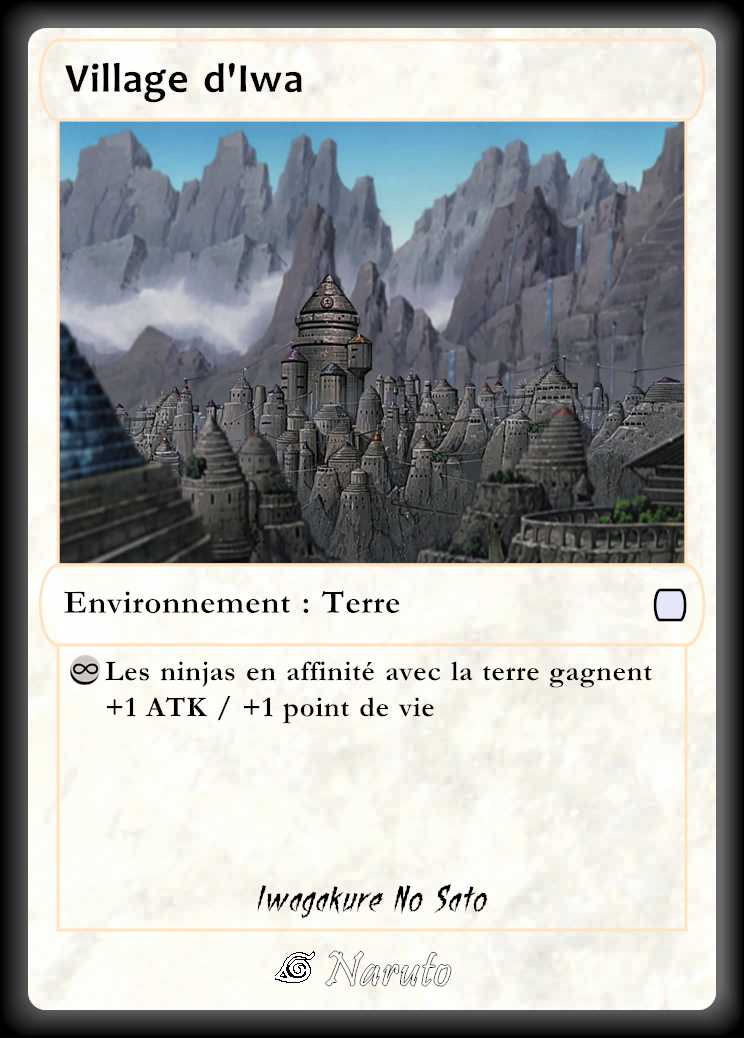 Village d'Iwa
Environnement : Terre
Les ninjas en affinité avec la terre gagnent
+1 ATK / +1 point de vie
Iwagakure No Sato
Naruto